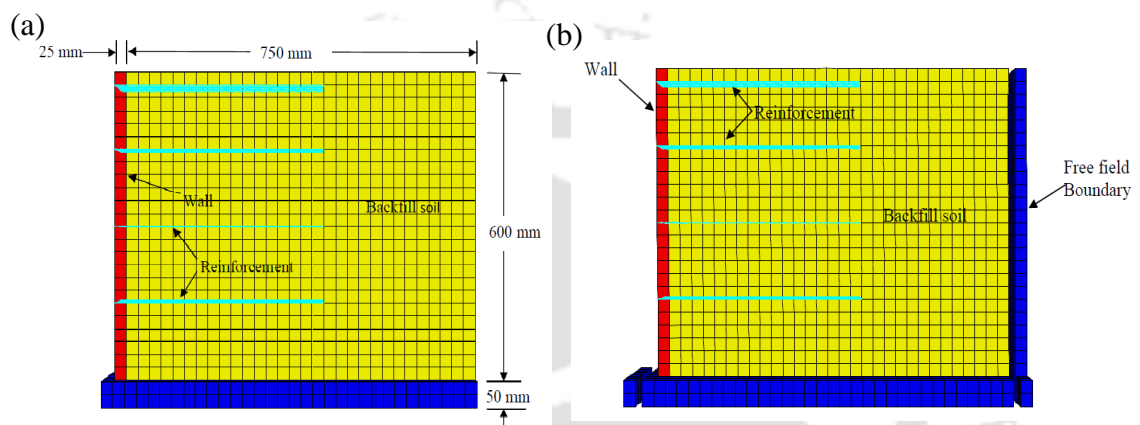 (a)
25 mm
750 mm
Wall
Backfill soil
Reinforcement
600 mm
50 mm
(b)
Wall
Reinforcement
Backfill soil
Free field
Boundary